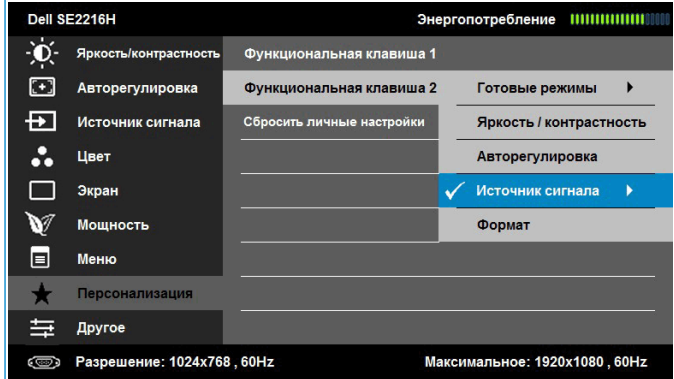 Dell SE2216H Энергопотребление
Яркость/контрастность Функциональная клавиша 1
Авторегулировка Функциональная клавиша 2 Готовые режимы
Источник сигнала Сбросить личные настройки Яркость / контрастность
Цвет Авторегулировка
Экран Источник сигнала
Мощность Формат
Меню
Персонализация
Другое
Разрешение: 1024x768 , 60Hz Максимальное: 1920x1080 , 60Hz